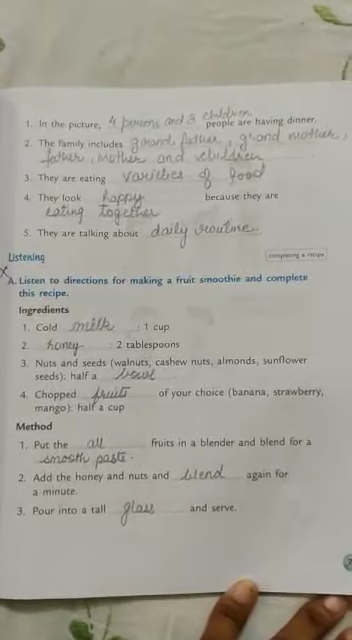 1. In the picture, 4 persons and 3 children people are having dinner.
2. The family includes grand father, grand mother,
father, mother and children
3. They are eating varieties of food
4. They look happy because they are
eating together
5. They are talking about daily routine.
Listening
completing a recipe
A. Listen to directions for making a fruit smoothie and complete
this recipe.
Ingredients
1. Cold milk : 1 cup
2. honey : 2 tablespoons
3. Nuts and seeds (walnuts, cashew nuts, almonds, sunflower
seeds): half a bowl
4. Chopped fruits of your choice (banana, strawberry,
mango): half a cup
Method
1. Put the all fruits in a blender and blend for a
smooth paste.
2. Add the honey and nuts and blend again for
a minute.
3. Pour into a tall glass and serve.